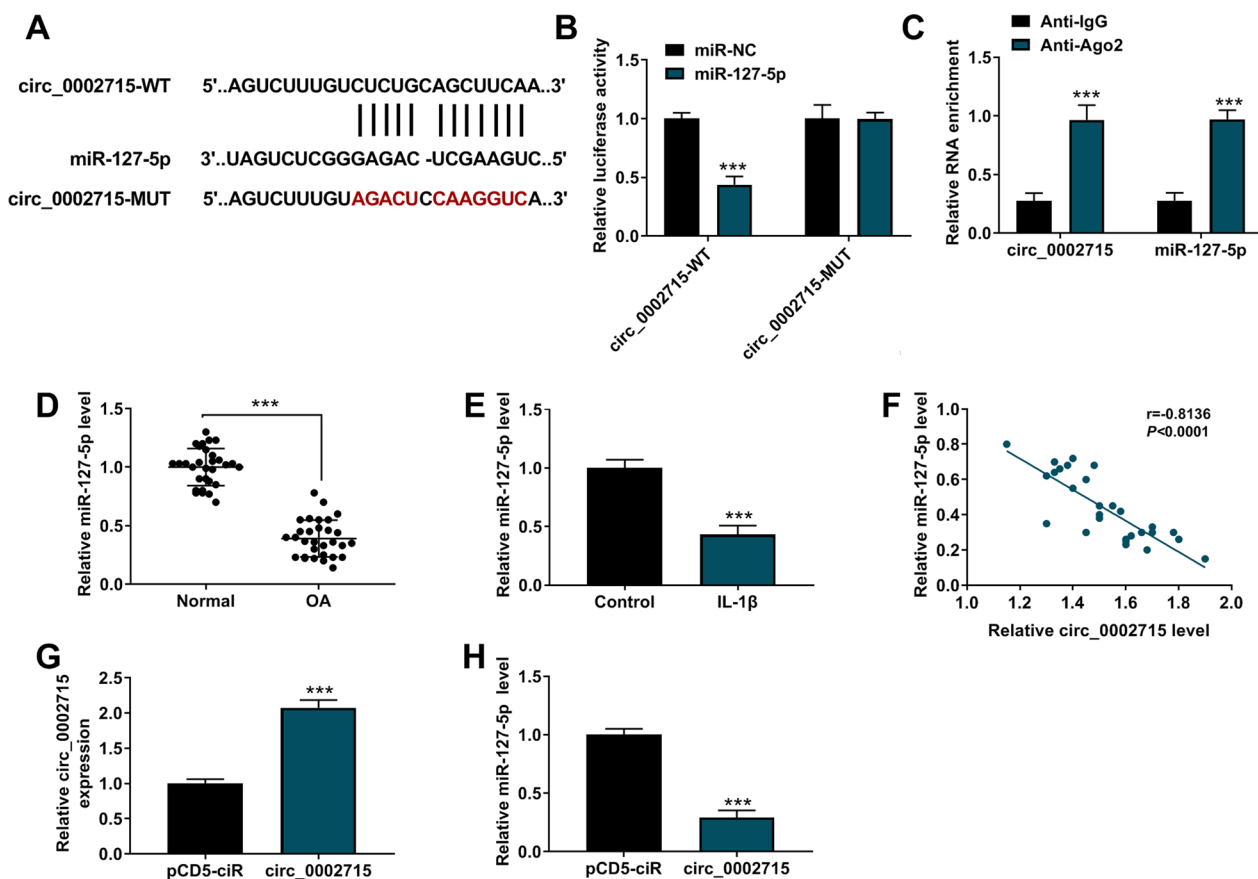 A
circ_0002715-WT 5'..AGUCUUUGUCUCUGCAGCUUCAA..3'
miR-127-5p 3'..UAGUCUCGGGAGAC -UCGAAGUC..5'
circ_0002715-MUT 5'..AGUCUUUGUAGACUCCAAGGUCA..3'
B
miR-NC
miR-127-5p
Relative luciferase activity
1.5
1.0
0.5
0.0
***
circ_0002715-WT
circ_0002715-MUT
C
Anti-IgG
Anti-Ago2
Relative RNA enrichment
1.5
1.0
0.5
0.0
*** ***
circ_0002715 miR-127-5p
D
Relative miR-127-5p level
1.5
1.0
0.5
0.0
***
Normal OA
E
Relative miR-127-5p level
1.5
1.0
0.5
0.0
***
Control IL-1β
F
Relative miR-127-5p level
1.0
0.8
0.6
0.4
0.2
0.0
r=-0.8136
P<0.0001
1.0 1.2 1.4 1.6 1.8 2.0
Relative circ_0002715 level
G
Relative circ_0002715
expression
2.5
2.0
1.5
1.0
0.5
0.0
***
pCD5-ciR circ_0002715
H
Relative miR-127-5p level
1.5
1.0
0.5
0.0
***
pCD5-ciR circ_0002715